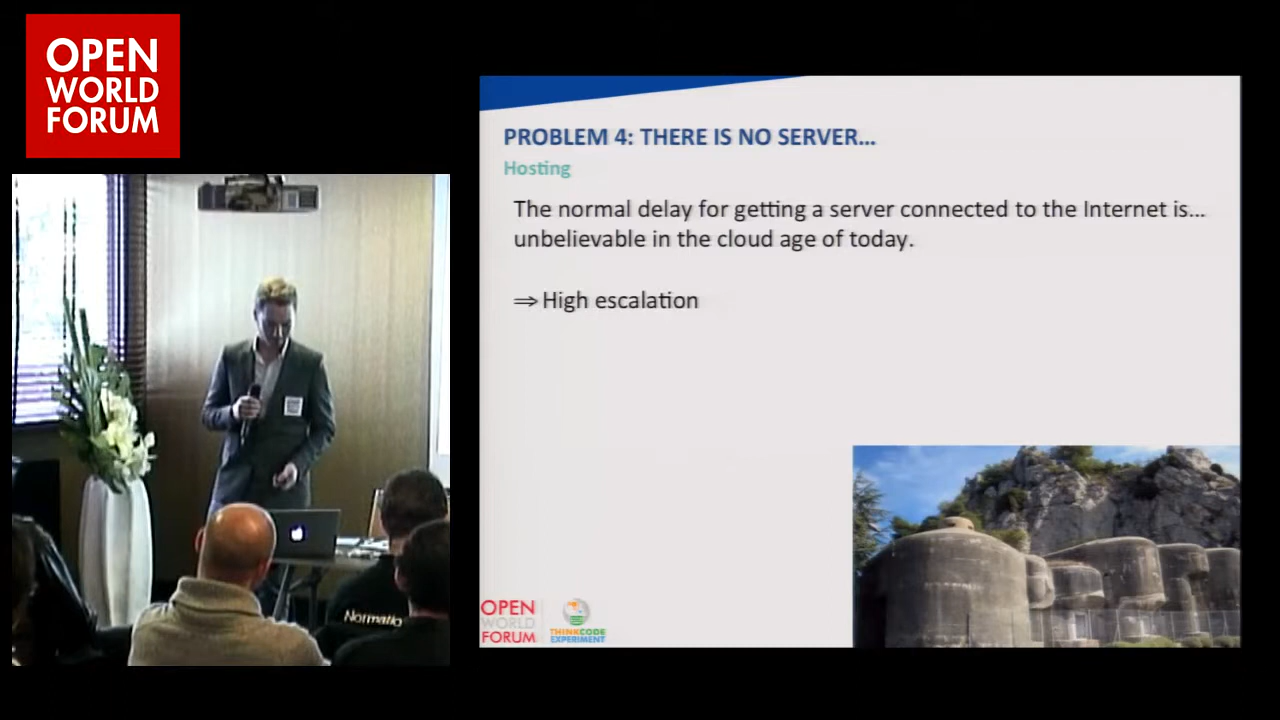 OPEN
WORLD
FORUM
PROBLEM 4: THERE IS NO SERVER...
Hosting
The normal delay for getting a server connected to the Internet is...
unbelievable in the cloud age of today.
⇒ High escalation
OPEN
WORLD
FORUM
THINKCODE
EXPERIMENT
Normatio